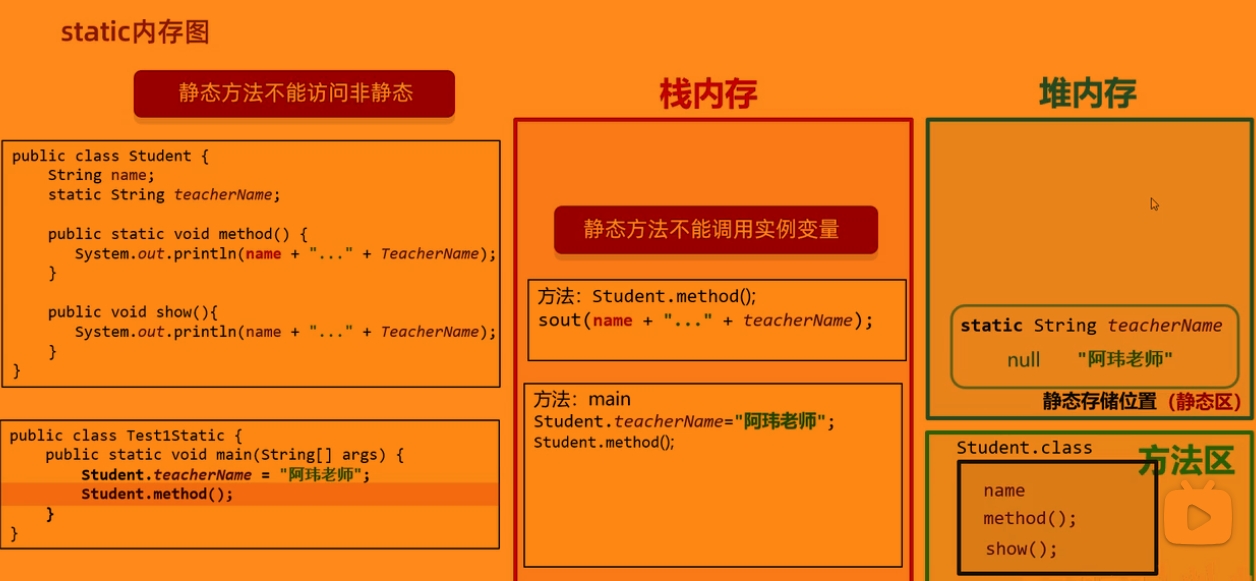 static内存图
静态方法不能访问非静态
public class Student {
String name;
static String teacherName;
public static void method() {
System.out.println(name + "..." + TeacherName);
}
public void show(){
System.out.println(name + "..." + TeacherName);
}
}
public class Test1Static {
public static void main(String[] args) {
Student.teacherName = "阿玮老师";
Student.method();
}
}
栈内存
静态方法不能调用实例变量
方法：Student.method();
sout(name + "..." + teacherName);
方法：main
Student.teacherName="阿玮老师";
Student.method();
堆内存
static String teacherName
null "阿玮老师"
静态存储位置（静态区）
Student.class
方法区
name
method();
show();